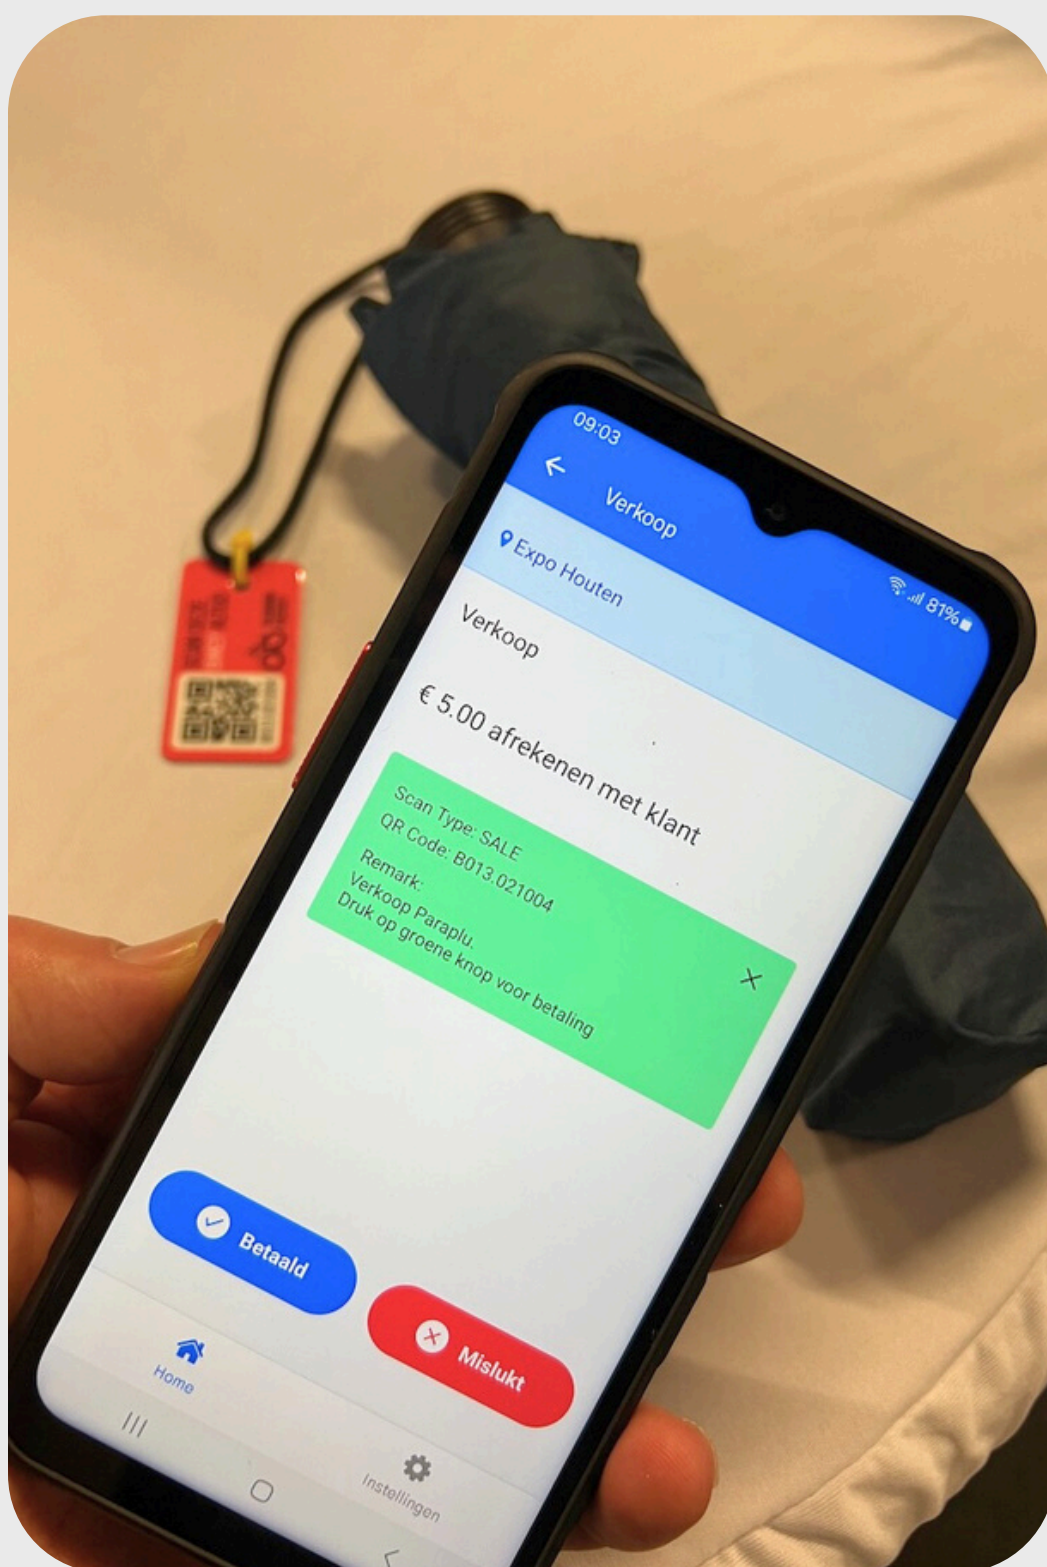 09:03
81%
Verkoop
Expo Houten
Verkoop
€ 5.00 afrekenen met klant
Scan Type: SALE
QR Code: B013.021004
Remark:
Verkoop Paraplu.
Druk op groene knop voor betaling
Betaald
Mislukt
Home
Instellingen